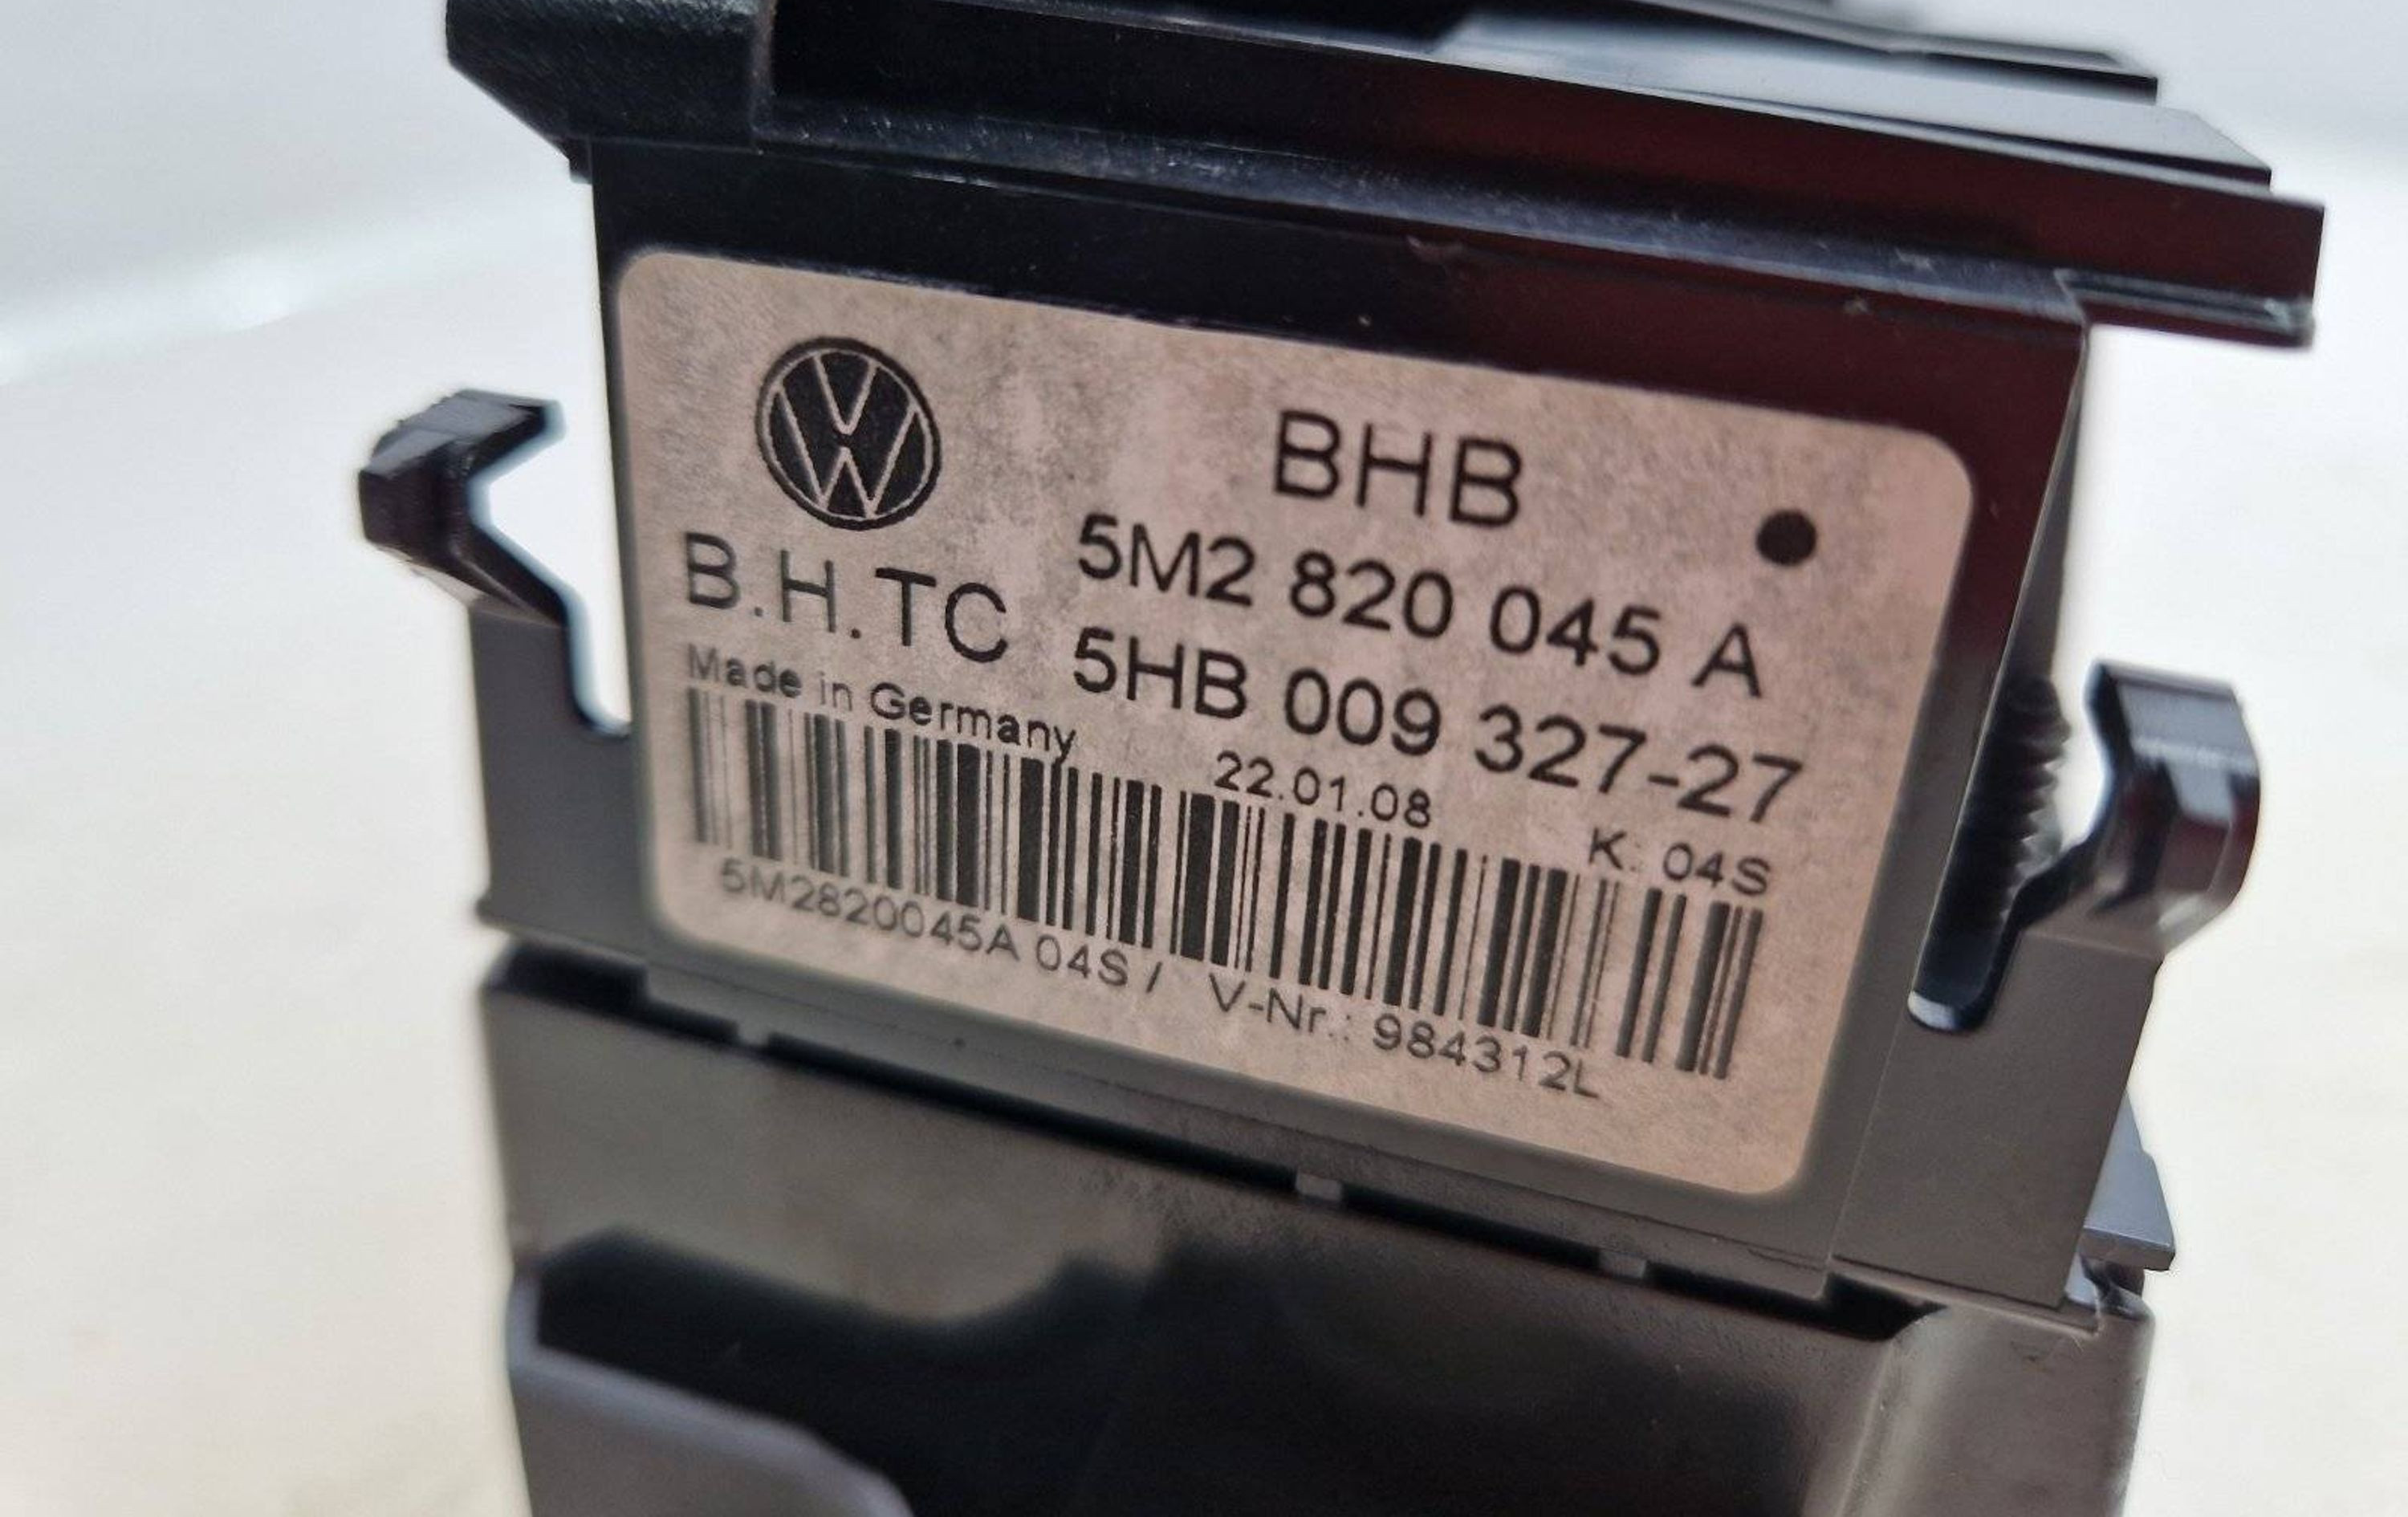 BHB
5M2 820 045 A
B.H.TC
5HB 009 327-27
Made in Germany
22.01.08
K: 04S
5M2820045A 04S / V-Nr.: 984312L